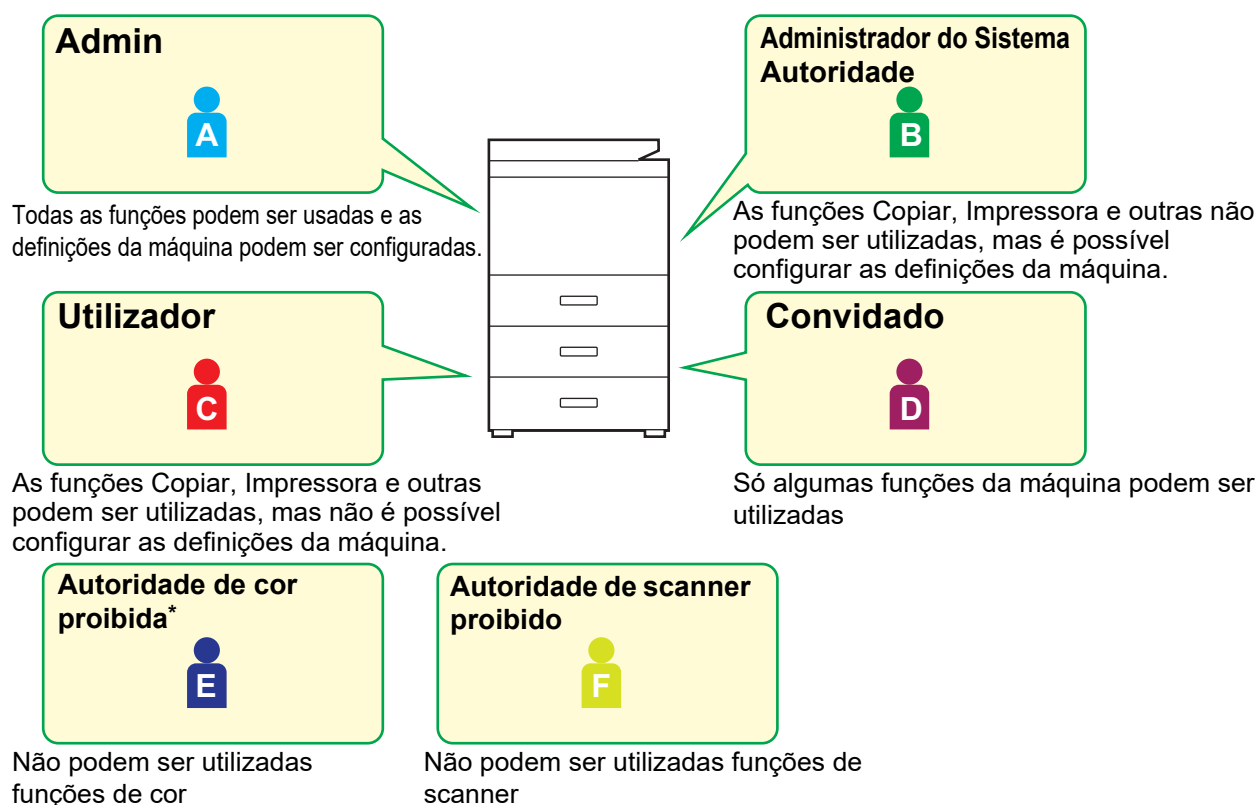 Admin
A
Todas as funções podem ser usadas e as
definições da máquina podem ser configuradas.
Administrador do Sistema
Autoridade
B
As funções Copiar, Impressora e outras não
podem ser utilizadas, mas é possível
configurar as definições da máquina.
Utilizador
C
As funções Copiar, Impressora e outras
podem ser utilizadas, mas não é possível
configurar as definições da máquina.
Convidado
D
Só algumas funções da máquina podem ser
utilizadas
Autoridade de cor
proibida*
E
Não podem ser utilizadas
funções de cor
Autoridade de scanner
proibido
F
Não podem ser utilizadas funções de
scanner